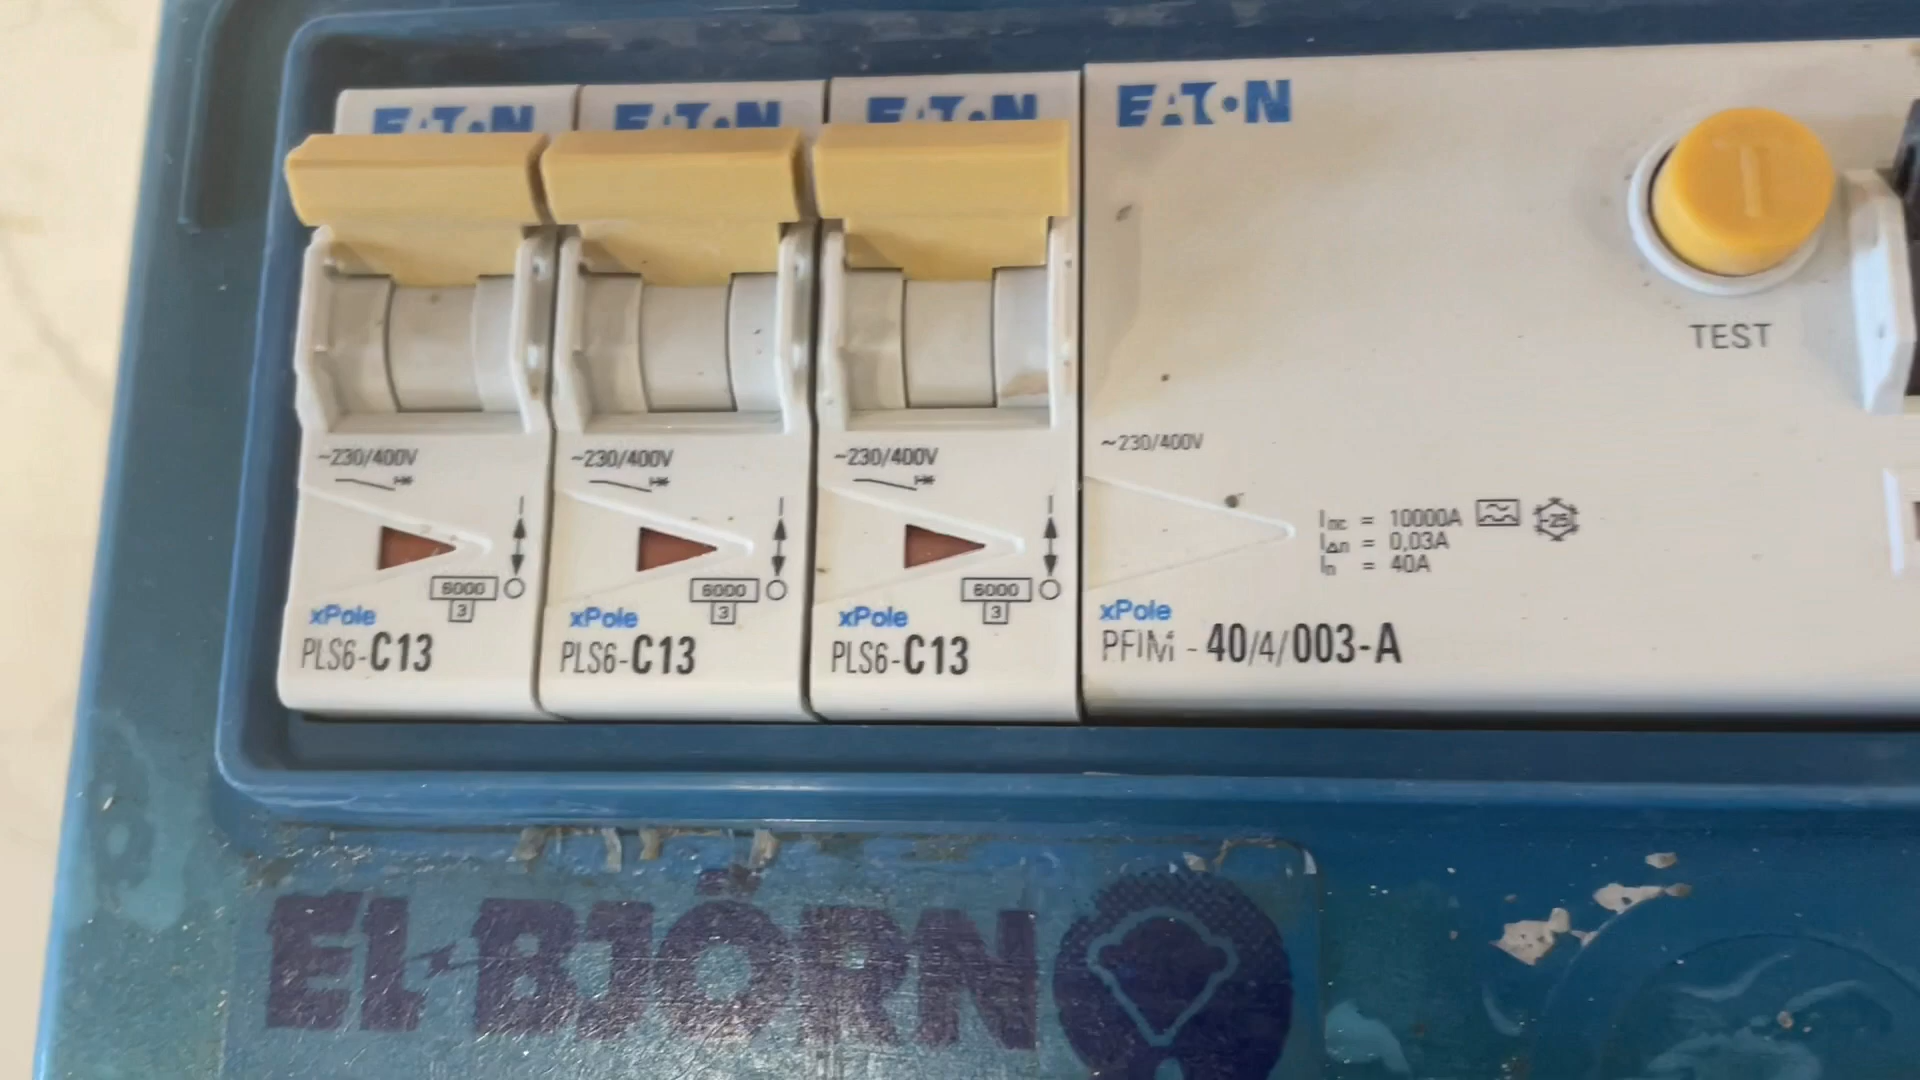 EATON
~230/400V
I
6000
3
xPole
PLS6-C13
EATON
~230/400V
I
6000
3
xPole
PLS6-C13
EATON
~230/400V
I
6000
3
xPole
PLS6-C13
EATON
T
TEST
~230/400V
Inc = 10000A
-25
IΔn = 0,03A
In = 40A
xPole
PFIM - 40/4/003-A
EL-BJÖRN